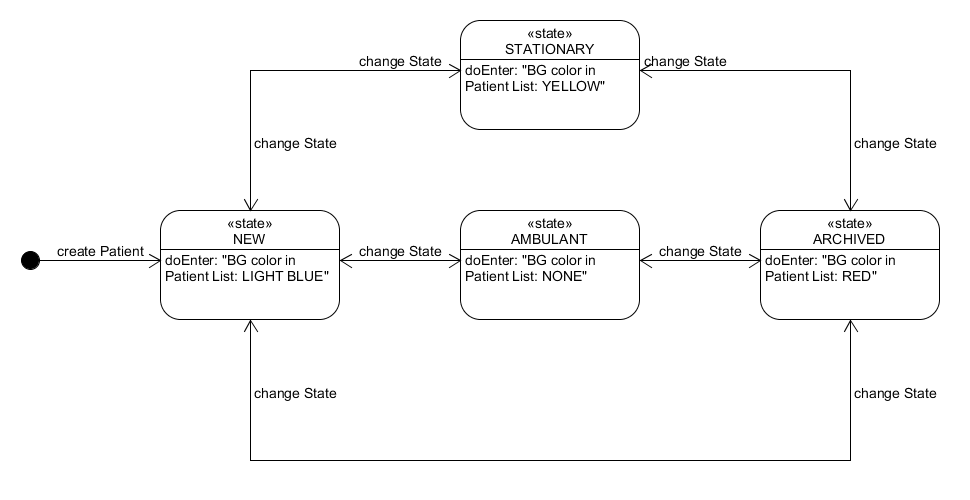 «state»
STATIONARY
doEnter: "BG color in
Patient List: YELLOW"
change State
change State
change State
change State
create Patient
«state»
NEW
doEnter: "BG color in
Patient List: LIGHT BLUE"
change State
«state»
AMBULANT
doEnter: "BG color in
Patient List: NONE"
change State
«state»
ARCHIVED
doEnter: "BG color in
Patient List: RED"
change State
change State